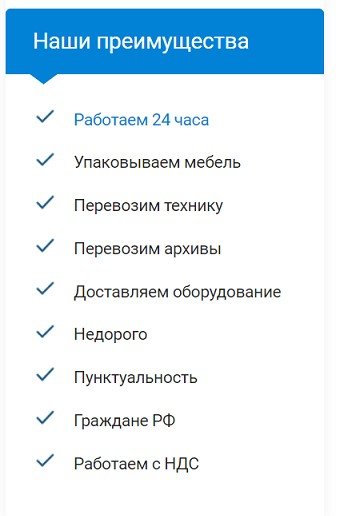 Наши преимущества
Работаем 24 часа
Упаковываем мебель
Перевозим технику
Перевозим архивы
Доставляем оборудование
Недорого
Пунктуальность
Граждане РФ
Работаем с НДС